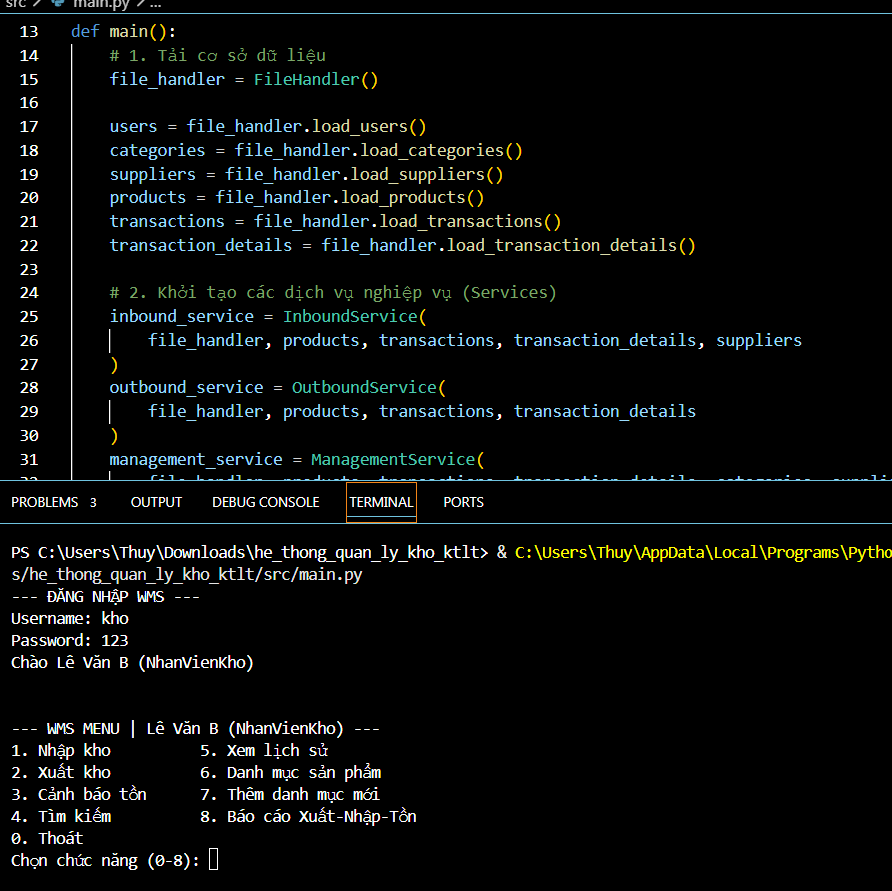 src > main.py > ...
13 def main():
14 # 1. Tải cơ sở dữ liệu
15 file_handler = FileHandler()
16
17 users = file_handler.load_users()
18 categories = file_handler.load_categories()
19 suppliers = file_handler.load_suppliers()
20 products = file_handler.load_products()
21 transactions = file_handler.load_transactions()
22 transaction_details = file_handler.load_transaction_details()
23
24 # 2. Khởi tạo các dịch vụ nghiệp vụ (Services)
25 inbound_service = InboundService(
26 file_handler, products, transactions, transaction_details, suppliers
27 )
28 outbound_service = OutboundService(
29 file_handler, products, transactions, transaction_details
30 )
31 management_service = ManagementService(
PROBLEMS 3 OUTPUT DEBUG CONSOLE TERMINAL PORTS
PS C:\Users\Thuy\Downloads\he_thong_quan_ly_kho_ktlt> & C:\Users\Thuy\AppData\Local\Programs\Pytho
s/he_thong_quan_ly_kho_ktlt/src/main.py
--- ĐĂNG NHẬP WMS ---
Username: kho
Password: 123
Chào Lê Văn B (NhanVienKho)
--- WMS MENU | Lê Văn B (NhanVienKho) ---
1. Nhập kho 5. Xem lịch sử
2. Xuất kho 6. Danh mục sản phẩm
3. Cảnh báo tồn 7. Thêm danh mục mới
4. Tìm kiếm 8. Báo cáo Xuất-Nhập-Tồn
0. Thoát
Chọn chức năng (0-8):